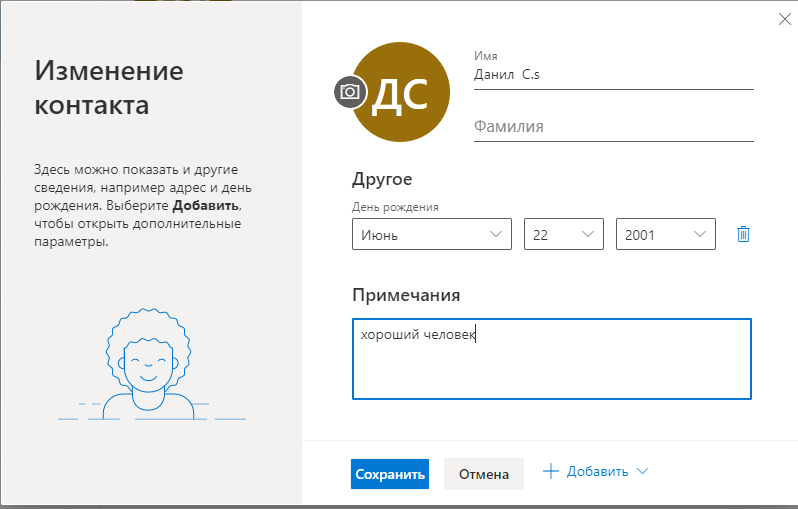 Изменение
контакта
Здесь можно показать и другие
сведения, например адрес и день
рождения. Выберите Добавить,
чтобы открыть дополнительные
параметры.
ДС
Имя
Данил  C.s
Фамилия
Другое
День рождения
Июнь 22 2001
Примечания
хороший человек
Сохранить Отмена Добавить